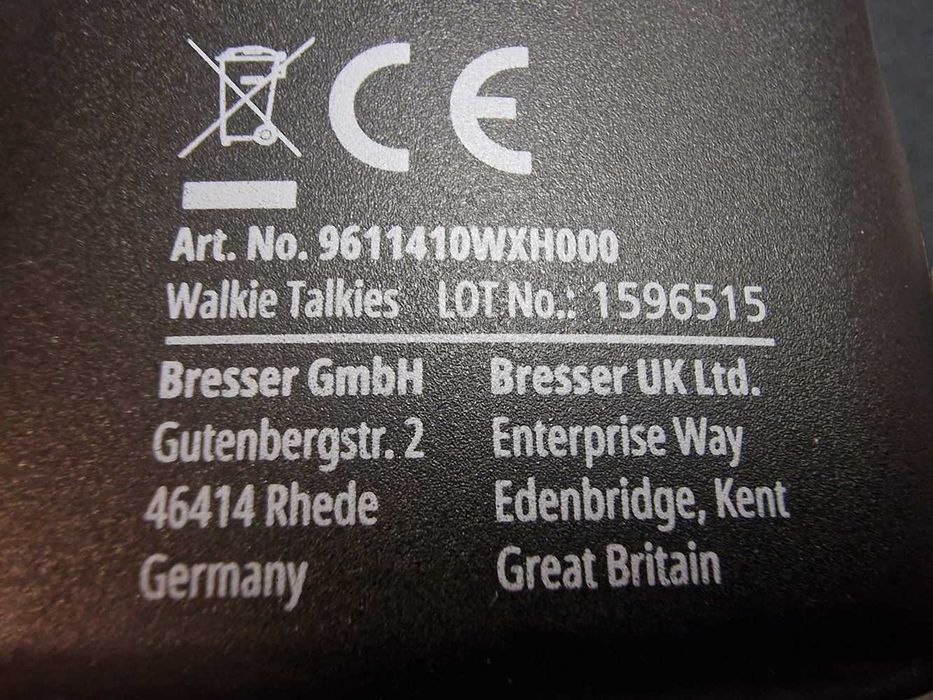 CE
Art. No. 9611410WXH000
Walkie Talkies LOT No.: 1596515
Bresser GmbH
Gutenbergstr. 2
46414 Rhede
Germany
Bresser UK Ltd.
Enterprise Way
Edenbridge, Kent
Great Britain